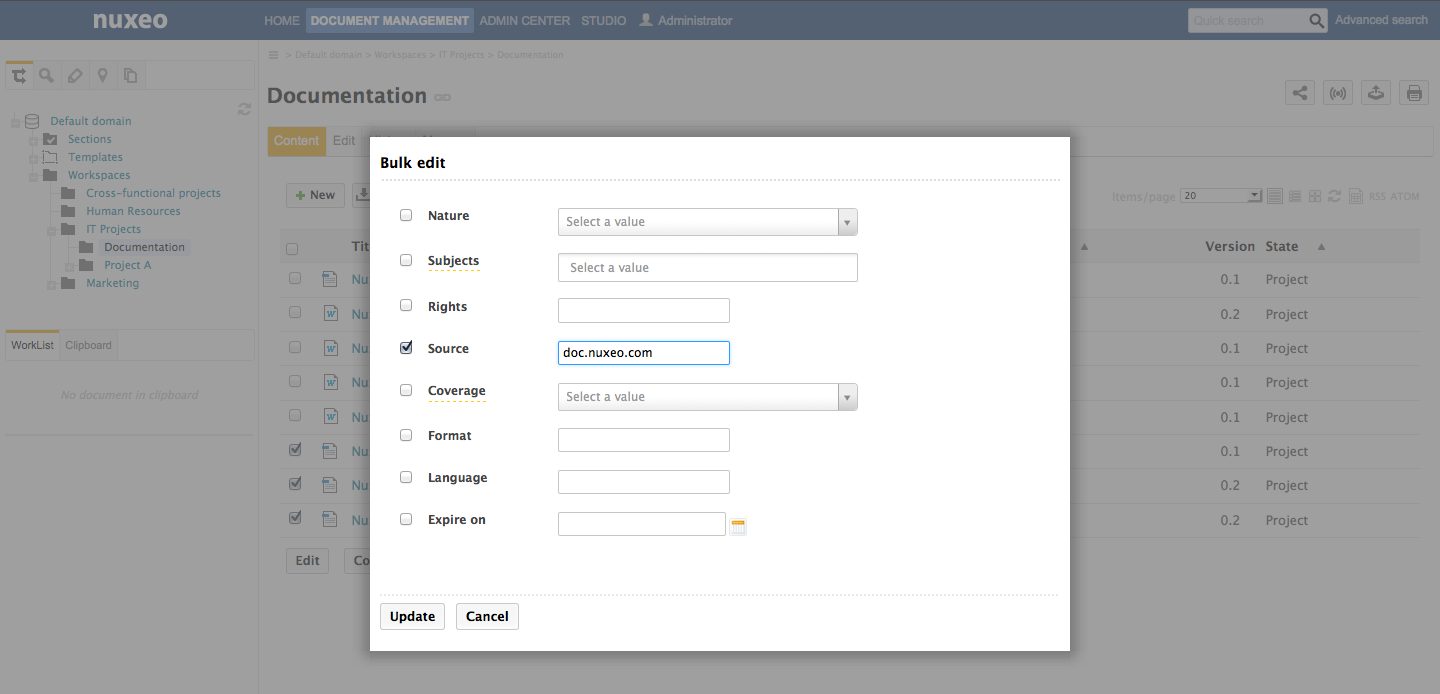 nuxeo HOME DOCUMENT MANAGEMENT ADMIN CENTER STUDIO Administrator Quick search Advanced search
> Default domain > Workspaces > IT Projects > Documentation
Documentation
Default domain
Sections
Templates
Workspaces
Cross-functional projects
Human Resources
IT Projects
Documentation
Project A
Marketing
WorkList Clipboard
No document in clipboard
Content Edit
New
Items/page 20 RSS ATOM
Version State
Nu 0.1 Project
Nu 0.2 Project
Nu 0.1 Project
Nu 0.1 Project
Nu 0.1 Project
Nu 0.1 Project
Nu 0.2 Project
Nu 0.2 Project
Edit Co
Bulk edit
Nature Select a value
Subjects Select a value
Rights
Source doc.nuxeo.com
Coverage Select a value
Format
Language
Expire on
Update Cancel